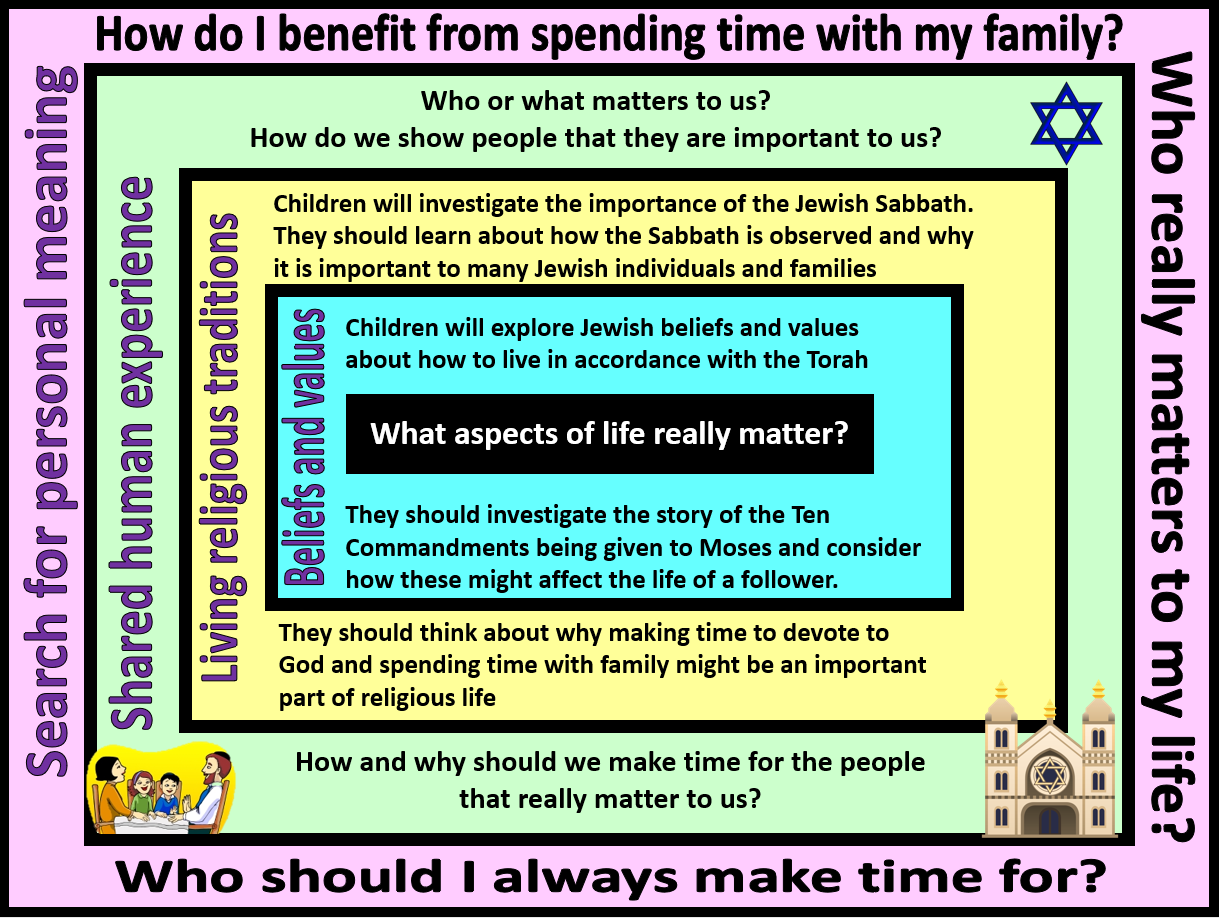 How do I benefit from spending time with my family?
Search for personal meaning
Who really matters to my life?
Shared human experience
Who or what matters to us?
How do we show people that they are important to us?
Living religious traditions
Children will investigate the importance of the Jewish Sabbath.
They should learn about how the Sabbath is observed and why
it is important to many Jewish individuals and families
Beliefs and values
Children will explore Jewish beliefs and values
about how to live in accordance with the Torah
What aspects of life really matter?
They should investigate the story of the Ten
Commandments being given to Moses and consider
how these might affect the life of a follower.
They should think about why making time to devote to
God and spending time with family might be an important
part of religious life
How and why should we make time for the people
that really matter to us?
Who should I always make time for?